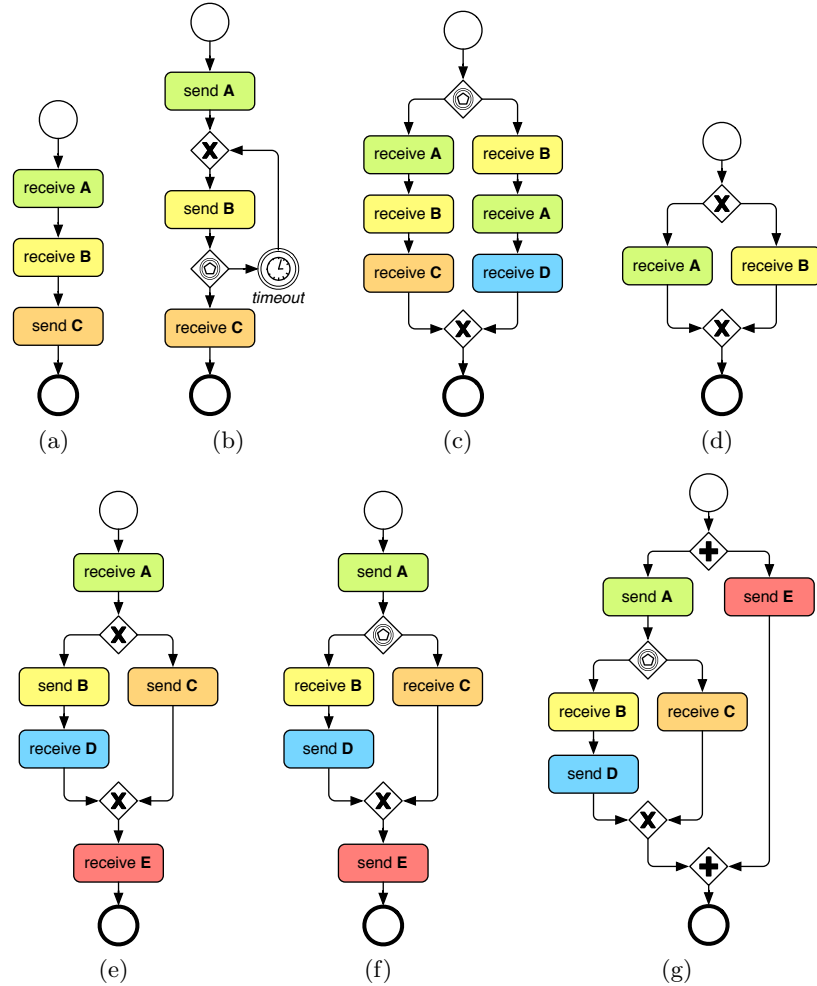 receive A
receive B
send C
(a)
send A
X
send B
timeout
receive C
(b)
receive A
receive B
receive B
receive A
receive C
receive D
X
(c)
X
receive A
receive B
X
(d)
receive A
X
send B
send C
receive D
X
receive E
(e)
send A
receive B
receive C
send D
X
send E
(f)
+
send A
send E
receive B
receive C
send D
X
+
(g)